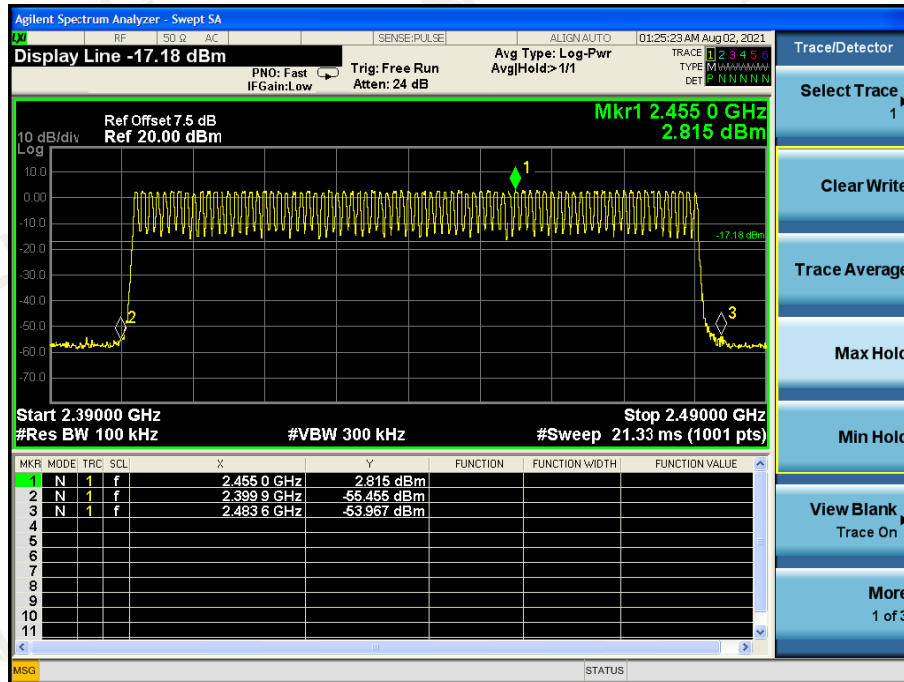 Agilent Spectrum Analyzer - Swept SA
LXI RF 50 Ω AC SENSE:PULSE ALIGN AUTO 01:25:23 AM Aug 02, 2021
Display Line -17.18 dBm
Avg Type: Log-Pwr
TRACE 1 2 3 4 5 6
PNO: Fast Trig: Free Run Avg|Hold:> 1/1
TYPE M WWWWW
IFGain:Low Atten: 24 dB
DET P N N N N N
Ref Offset 7.5 dB
Mkr1 2.455 0 GHz
10 dB/div Ref 20.00 dBm
2.815 dBm
Log
10.0
1
0.00
-10.0
-17.18 dBm
-20.0
-30.0
-40.0
-50.0
2
3
-60.0
-70.0
Start 2.39000 GHz Stop 2.49000 GHz
#Res BW 100 kHz #VBW 300 kHz #Sweep 21.33 ms (1001 pts)
MKR MODE TRC SCL X Y FUNCTION FUNCTION WIDTH FUNCTION VALUE
1 N 1 f 2.455 0 GHz 2.815 dBm
2 N 1 f 2.399 9 GHz -55.455 dBm
3 N 1 f 2.483 6 GHz -53.967 dBm
4
5
6
7
8
9
10
11
MSG STATUS
Trace/Detector
Select Trace
1
Clear Write
Trace Average
Max Hold
Min Hold
View Blank
Trace On
More
1 of 3